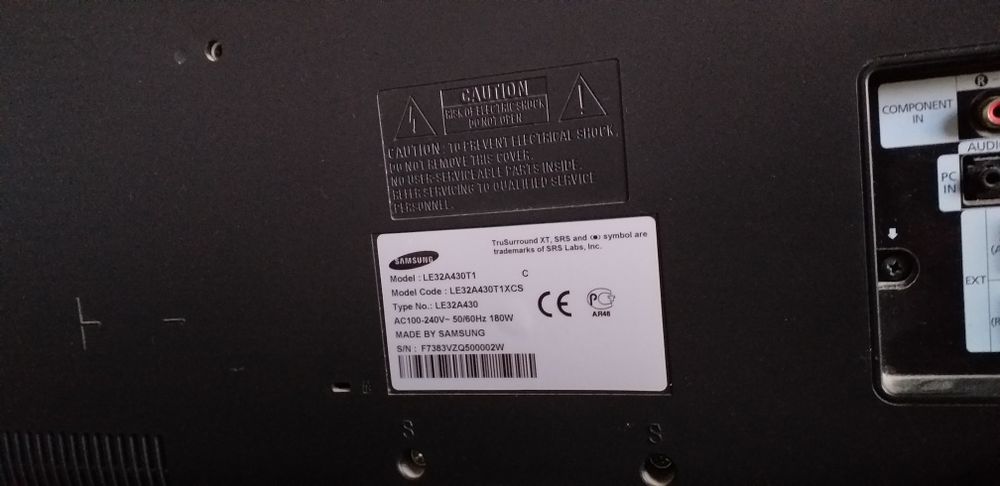 CAUTION
RISK OF ELECTRIC SHOCK
DO NOT OPEN
CAUTION: TO PREVENT ELECTRICAL SHOCK,
DO NOT REMOVE THIS COVER.
NO USER SERVICEABLE PARTS INSIDE.
REFER SERVICING TO QUALIFIED SERVICE
PERSONNEL.
TruSurround XT, SRS and (●) symbol are
trademarks of SRS Labs, Inc.
SAMSUNG
Model : LE32A430T1 C
Model Code : LE32A430T1XCS
Type No.: LE32A430
AC100-240V~ 50/60Hz 180W
MADE BY SAMSUNG
S/N : F7383VZQ500002W
CE
АЯ46
S
S
R
COMPONENT
IN
PC
IN
EXT